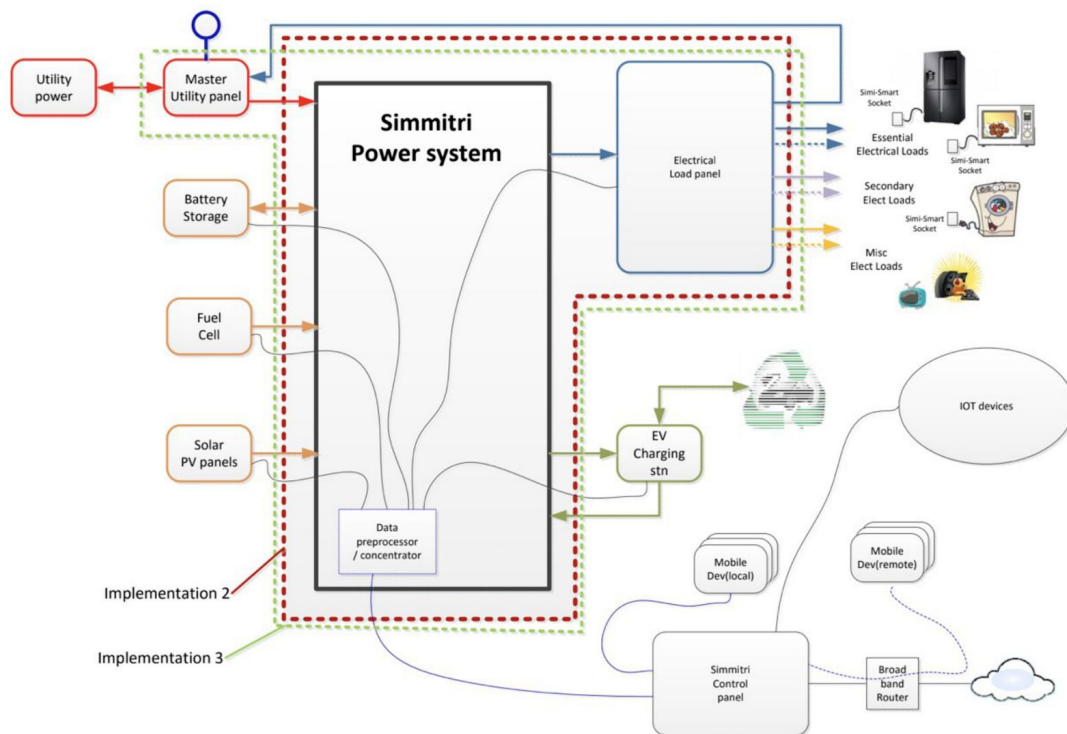 Utility
power
Master
Utility panel
Simmitri
Power system
Electrical
Load panel
Simi-Smart
Socket
Essential
Electrical Loads
Simi-Smart
Socket
Secondary
Elect Loads
Simi-Smart
Socket
Misc
Elect Loads
Battery
Storage
Fuel
Cell
Solar
PV panels
EV
Charging
stn
IOT devices
Data
preprocessor
/ concentrator
Mobile
Dev(local)
Mobile
Dev(remote)
Implementation 2
Implementation 3
Simmitri
Control
panel
Broad
band
Router